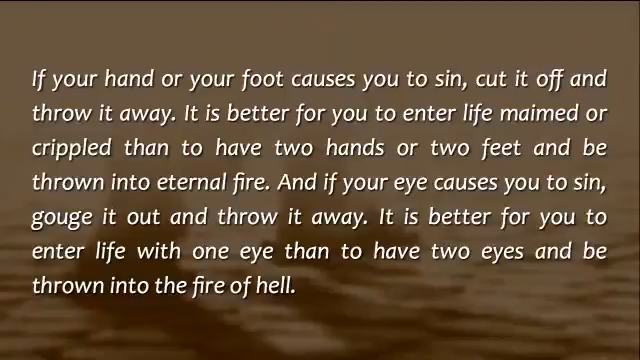 If your hand or your foot causes you to sin, cut it off and
throw it away. It is better for you to enter life maimed or
crippled than to have two hands or two feet and be
thrown into eternal fire. And if your eye causes you to sin,
gouge it out and throw it away. It is better for you to
enter life with one eye than to have two eyes and be
thrown into the fire of hell.